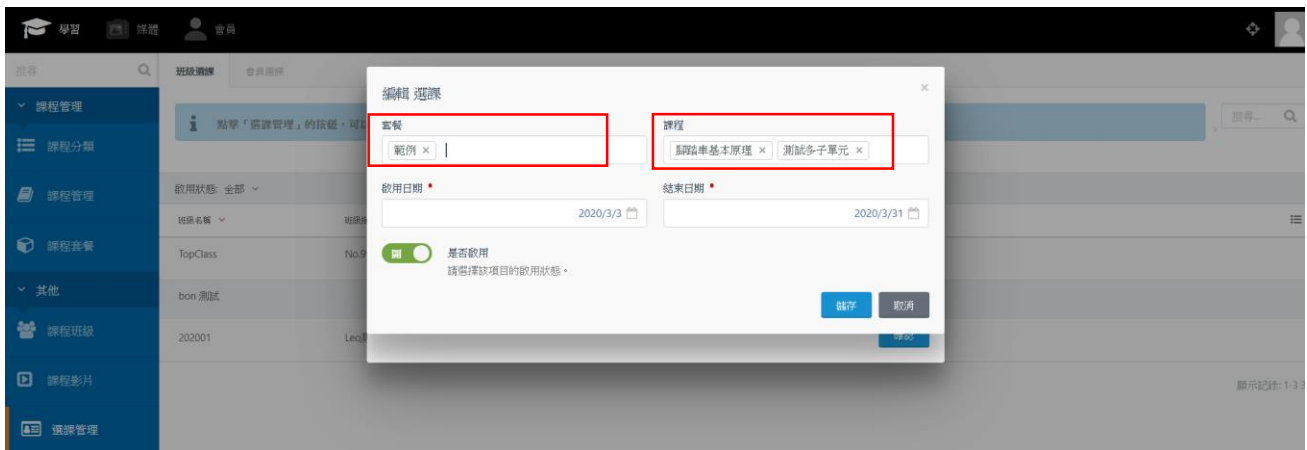 學習 媒體 會員
搜尋
班級選課 會員選課
編輯 選課
課程管理
點擊「選課管理」的按鈕，可
搜尋...
套餐
課程
範例 ×
腳踏車基本原理 ×
測試多子單元 ×
課程分類
啟用日期 *
結束日期 *
啟用狀態: 全部
課程管理
2020/3/3
2020/3/31
班級名稱
課程套餐
開
是否啟用
請選擇該項目的啟用狀態。
TopClass
No.9
其他
bon 測試
儲存
取消
課程班級
202001
Leo
課程影片
顯示記錄: 1-3
選課管理